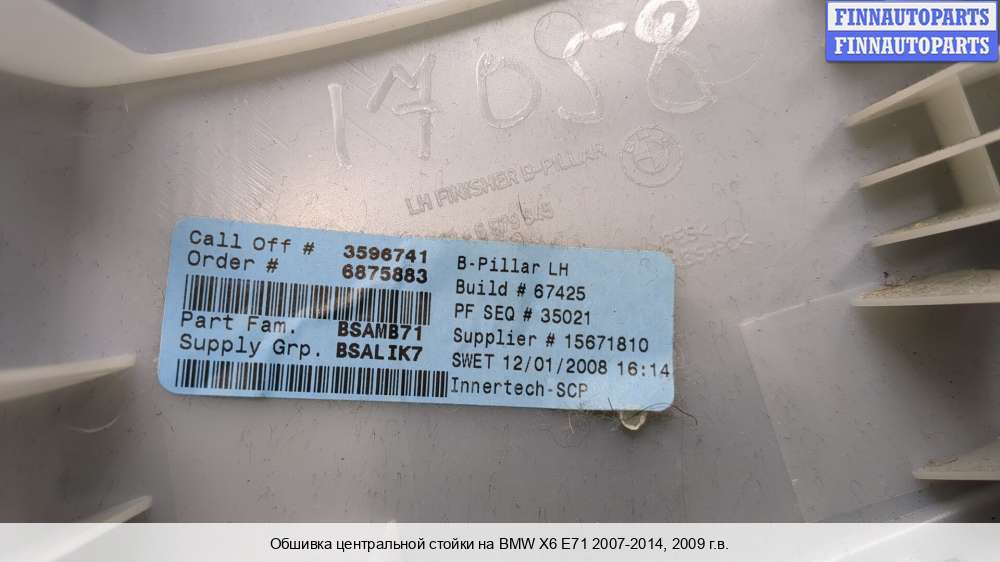 FINNAUTOPARTS
FINNAUTOPARTS
17058
LH FINISHER B-PILLAR
Call Off # 3596741
Order # 6875883
Part Fam. BSAMB71
Supply Grp. BSALIK7
B-Pillar LH
Build # 67425
PF SEQ # 35021
Supplier # 15671810
SWET 12/01/2008 16:14
Innertech-SCP
Обшивка центральной стойки на BMW X6 E71 2007-2014, 2009 г.в.